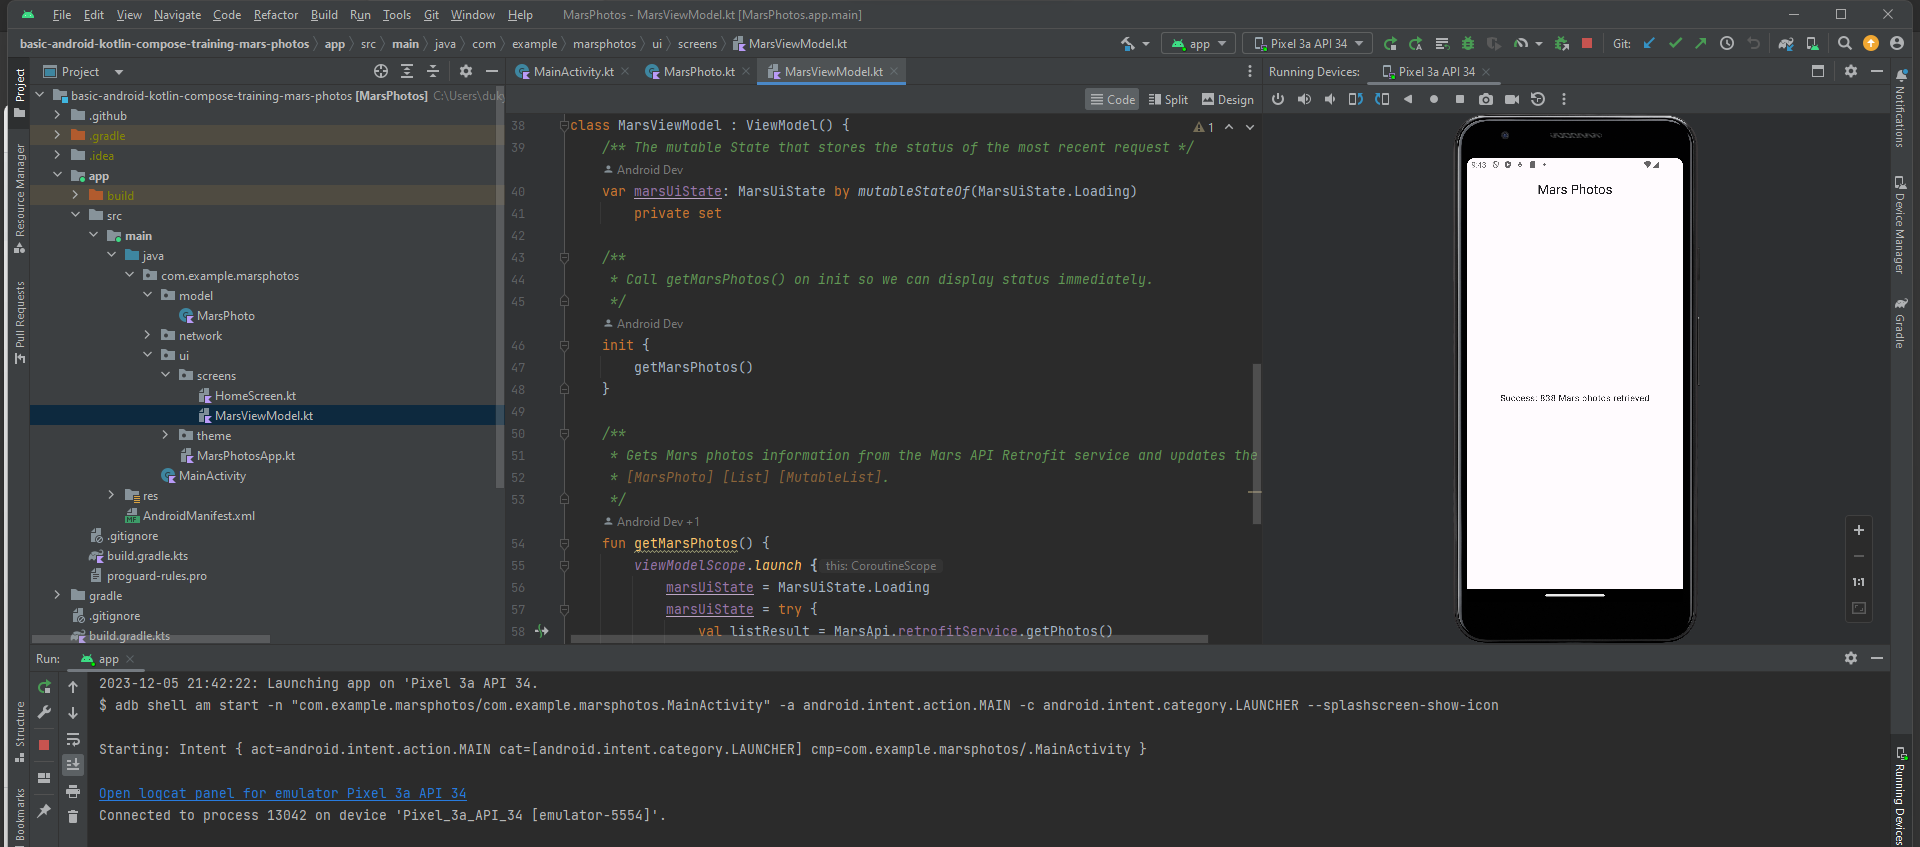 File Edit View Navigate Code Refactor Build Run Tools Git Window Help MarsPhotos - MarsViewModel.kt [MarsPhotos.app.main]
basic-android-kotlin-compose-training-mars-photos app src main java com example marsphotos ui screens MarsViewModel.kt app Pixel 3a API 34 Git:
Project
MainActivity.kt MarsPhoto.kt MarsViewModel.kt
Running Devices: Pixel 3a API 34
Code Split Design
Project
Resource Manager
Pull Requests
Structure
Bookmarks
basic-android-kotlin-compose-training-mars-photos [MarsPhotos] C:\Users\duk
.github
.gradle
.idea
app
build
src
main
java
com.example.marsphotos
model
MarsPhoto
network
ui
screens
HomeScreen.kt
MarsViewModel.kt
theme
MarsPhotosApp.kt
MainActivity
res
AndroidManifest.xml
.gitignore
build.gradle.kts
proguard-rules.pro
gradle
.gitignore
build.gradle.kts
38 class MarsViewModel : ViewModel() { 1
39 /** The mutable State that stores the status of the most recent request */
Android Dev
40 var marsUiState: MarsUiState by mutableStateOf(MarsUiState.Loading)
41 private set
42
43 /**
44 * Call getMarsPhotos() on init so we can display status immediately.
45 */
Android Dev
46 init {
47 getMarsPhotos()
48 }
49
50 /**
51 * Gets Mars photos information from the Mars API Retrofit service and updates the
52 * [MarsPhoto] [List] [MutableList].
53 */
Android Dev +1
54 fun getMarsPhotos() {
55 viewModelScope.launch { this: CoroutineScope
56 marsUiState = MarsUiState.Loading
57 marsUiState = try {
58 val listResult = MarsApi.retrofitService.getPhotos()
9:43
Mars Photos
Success: 838 Mars photos retrieved
1:1
Notifications
Device Manager
Gradle
Running Devices
Run: app
2023-12-05 21:42:22: Launching app on 'Pixel 3a API 34.
$ adb shell am start -n "com.example.marsphotos/com.example.marsphotos.MainActivity" -a android.intent.action.MAIN -c android.intent.category.LAUNCHER --splashscreen-show-icon
Starting: Intent { act=android.intent.action.MAIN cat=[android.intent.category.LAUNCHER] cmp=com.example.marsphotos/.MainActivity }
Open logcat panel for emulator Pixel 3a API 34
Connected to process 13042 on device 'Pixel_3a_API_34 [emulator-5554]'.